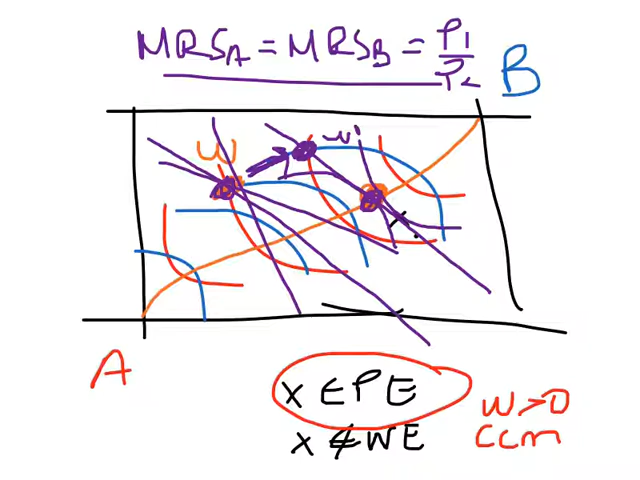 MRSA = MRSB = P1/P2
B
W
W'
A
x ∈ PE
x ∉ WE
W>0
CCM